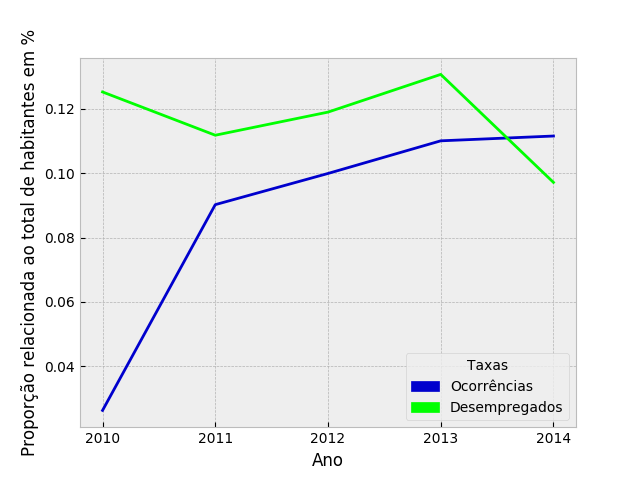 Proporção relacionada ao total de habitantes em %
0.12
0.10
0.08
0.06
0.04
Taxas
Ocorrências
Desempregados
2010 2011 2012 2013 2014
Ano